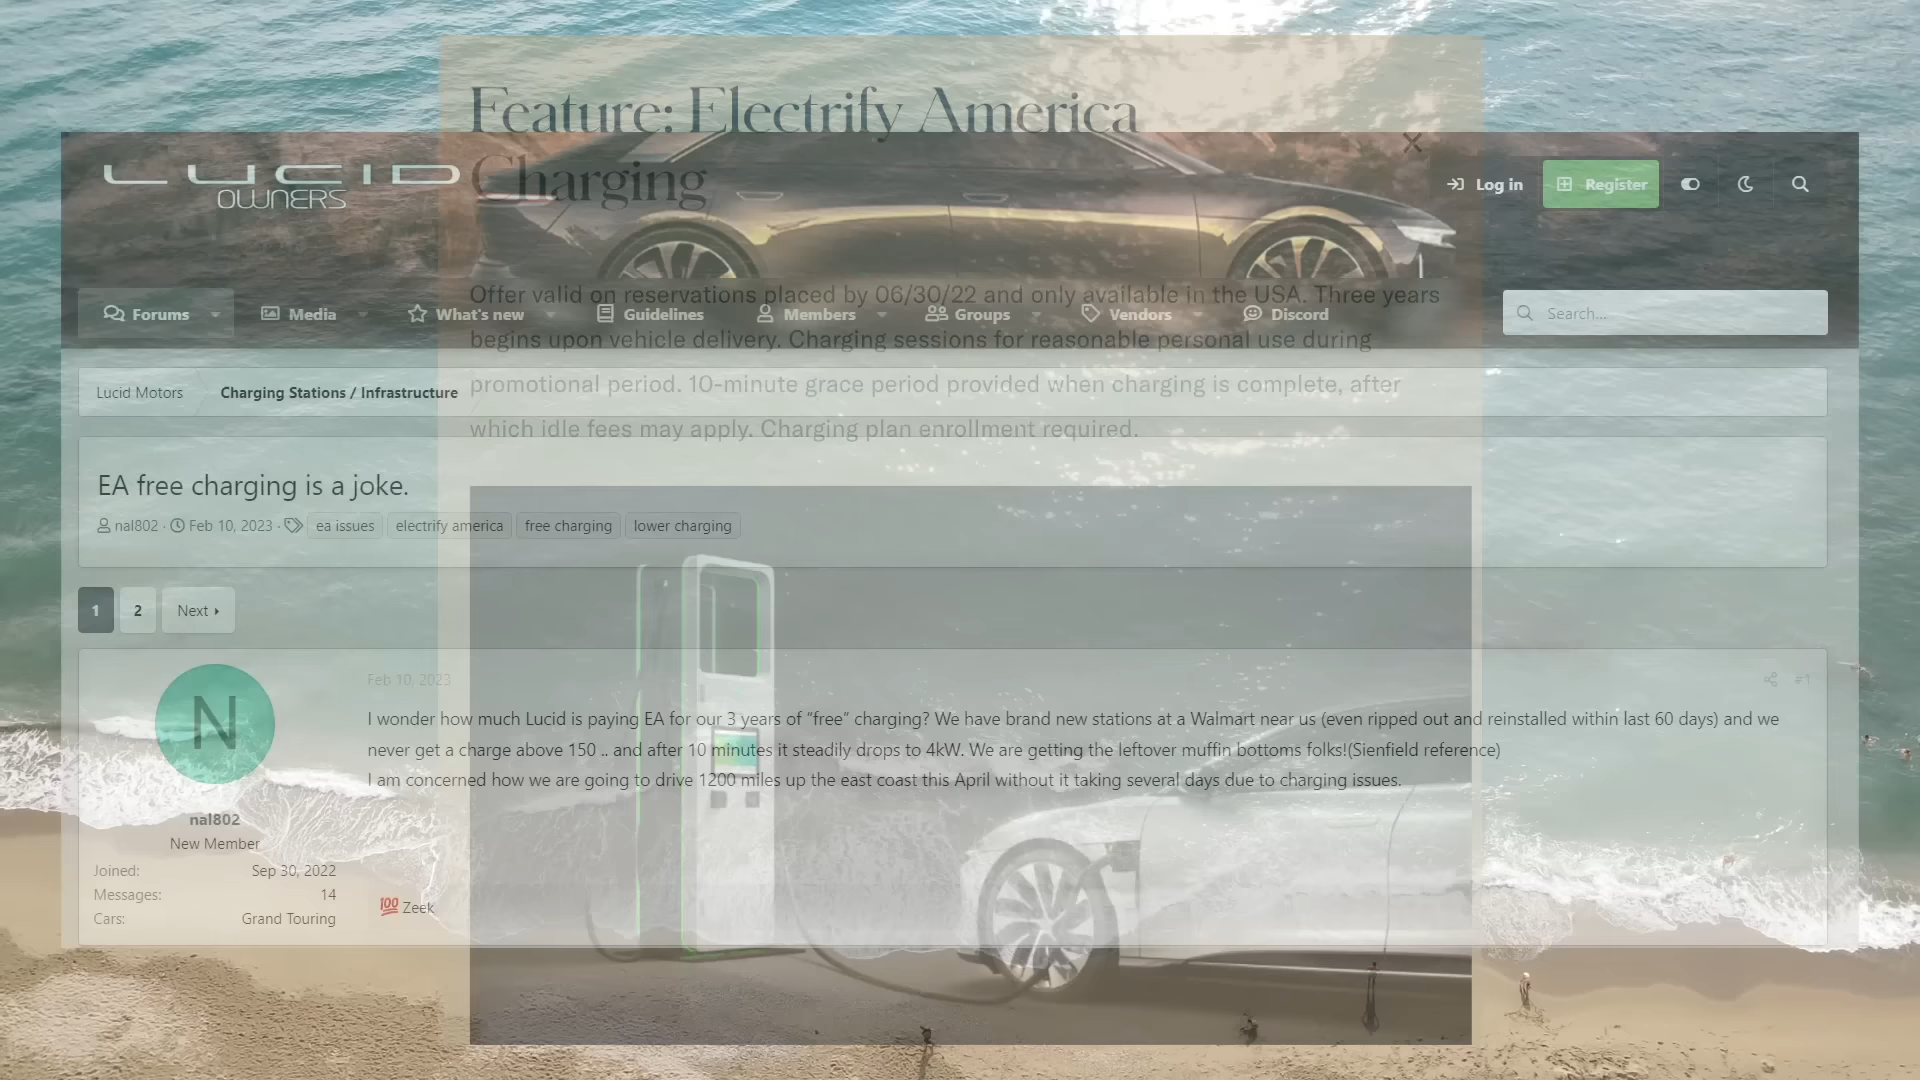 Feature: Electrify America
Charging
Offer valid on reservations placed by 06/30/22 and only available in the USA. Three years
begins upon vehicle delivery. Charging sessions for reasonable personal use during
promotional period. 10-minute grace period provided when charging is complete, after
which idle fees may apply. Charging plan enrollment required.
LUCID
OWNERS
Log in
Register
Forums
Media
What's new
Guidelines
Members
Groups
Vendors
Discord
Search...
Lucid Motors
Charging Stations / Infrastructure
EA free charging is a joke.
nal802 · Feb 10, 2023 · ea issues electrify america free charging lower charging
1 2 Next
N
nal802
New Member
Joined: Sep 30, 2022
Messages: 14
Cars: Grand Touring
Feb 10, 2023
#1
I wonder how much Lucid is paying EA for our 3 years of “free” charging? We have brand new stations at a Walmart near us (even ripped out and reinstalled within last 60 days) and we
never get a charge above 150 .. and after 10 minutes it steadily drops to 4kW. We are getting the leftover muffin bottoms folks!(Sienfield reference)
I am concerned how we are going to drive 1200 miles up the east coast this April without it taking several days due to charging issues.
100 Zeek